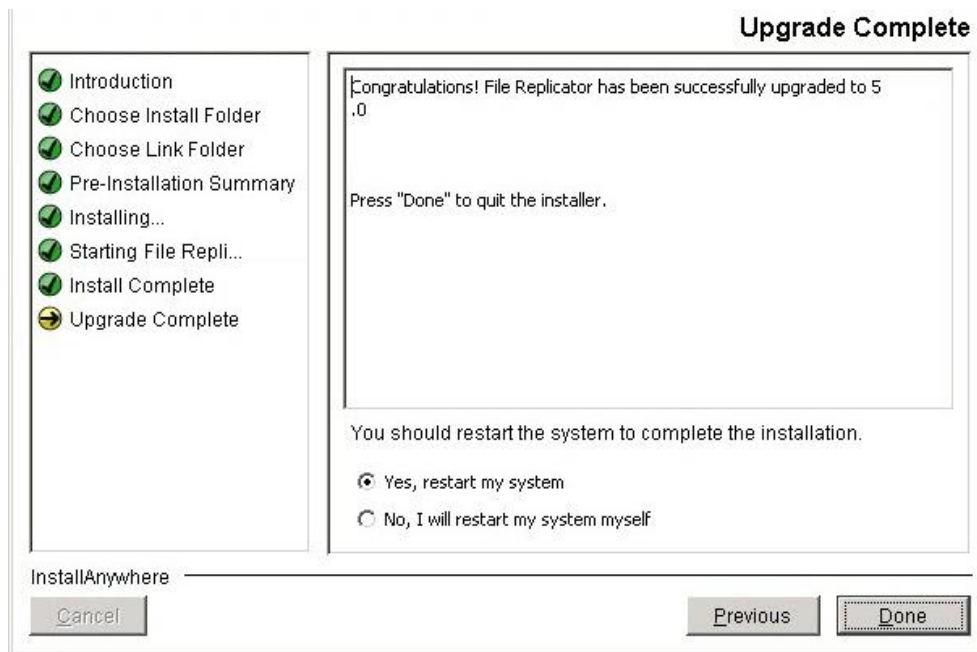 Upgrade Complete
Introduction
Choose Install Folder
Choose Link Folder
Pre-Installation Summary
Installing...
Starting File Repli...
Install Complete
Upgrade Complete
Congratulations! File Replicator has been successfully upgraded to 5
.0
Press "Done" to quit the installer.
You should restart the system to complete the installation.
Yes, restart my system
No, I will restart my system myself
InstallAnywhere
Cancel
Previous
Done